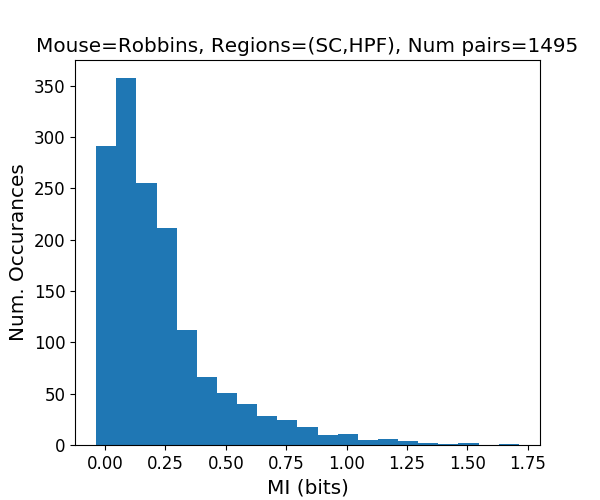 Mouse=Robbins, Regions=(SC,HPF), Num pairs=1495
Num. Occurances
350
300
250
200
150
100
50
0
0.00 0.25 0.50 0.75 1.00 1.25 1.50 1.75
MI (bits)